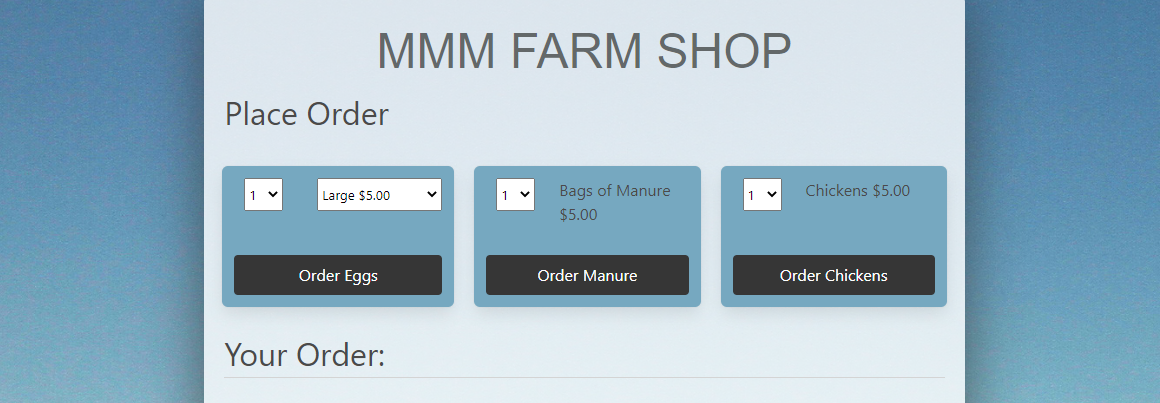 MMM FARM SHOP
Place Order
1 Large $5.00
1 Bags of Manure
$5.00
1 Chickens $5.00
Order Eggs
Order Manure
Order Chickens
Your Order: